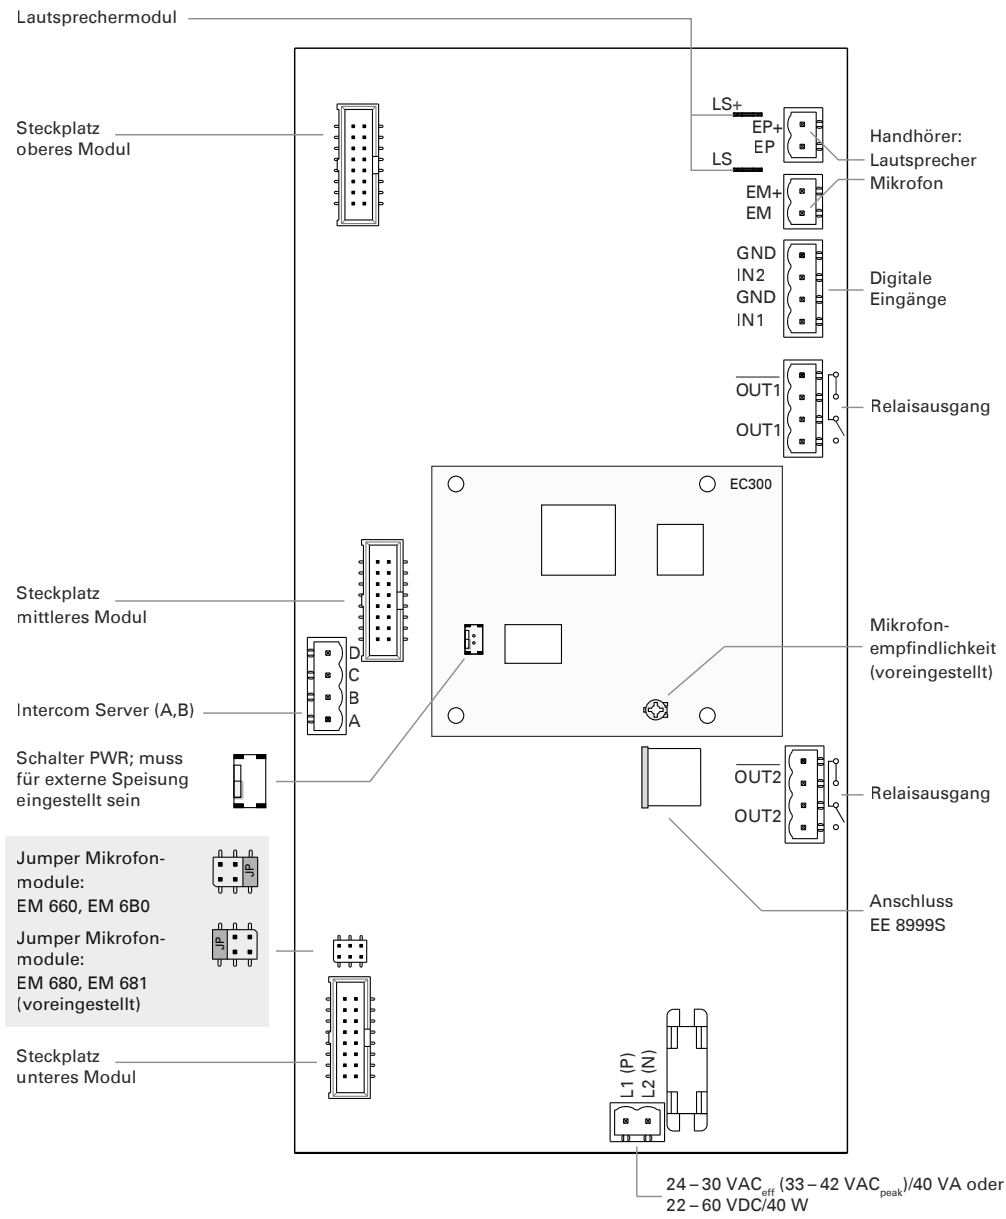 Lautsprechermodul
LS+
Steckplatz
oberes Modul
EP+
EP
LS
Handhörer:
Lautsprecher
Mikrofon
EM+
EM
GND
IN2
GND
IN1
Digitale
Eingänge
OUT1
OUT1
Relaisausgang
EC300
Steckplatz
mittleres Modul
Mikrofon-
empfindlichkeit
(voreingestellt)
D
C
B
A
Intercom Server (A,B)
Schalter PWR; muss
für externe Speisung
eingestellt sein
OUT2
OUT2
Relaisausgang
Jumper Mikrofon-
module:
EM 660, EM 6B0
JP
Jumper Mikrofon-
module:
EM 680, EM 681
(voreingestellt)
JP
Anschluss
EE 8999S
Steckplatz
unteres Modul
L1 (P)
L2 (N)
24–30 VACeff (33–42 VACpeak)/40 VA oder
22–60 VDC/40 W